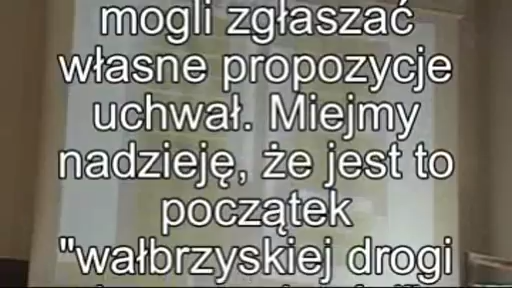 mogli zgłaszać
własne propozycje
uchwał. Miejmy
nadzieję, że jest to
początek
"wałbrzyskiej drogi